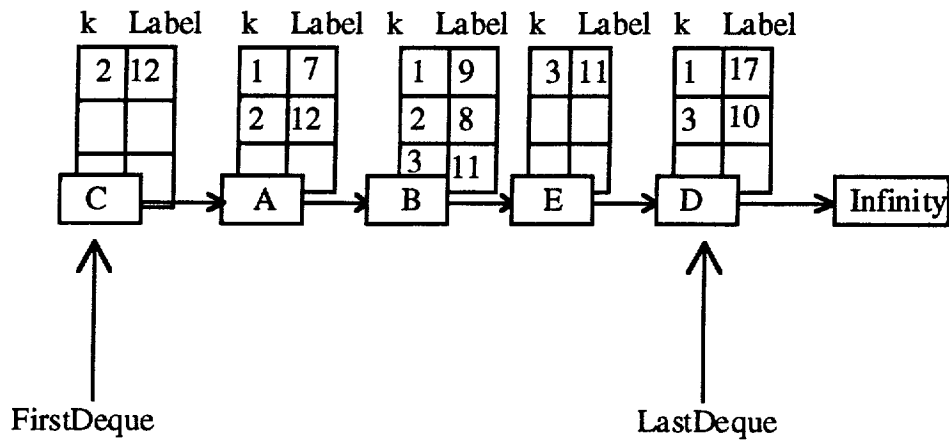 k Label k Label k Label k Label k Label
2 12 1 7 1 9 3 11 1 17
2 12 2 8 3 10
3 11
C A B E D Infinity
FirstDeque LastDeque